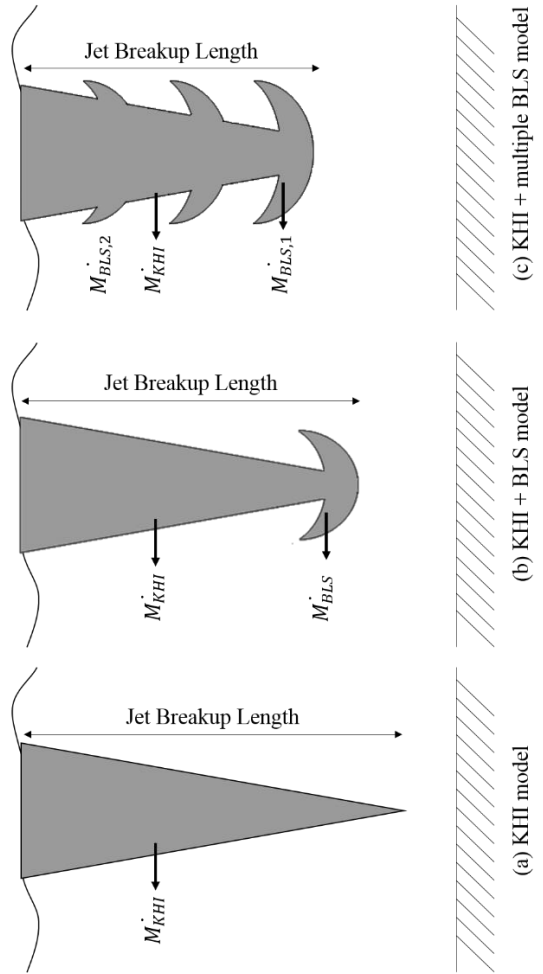 Jet Breakup Length
Ṁ_KHI
(a) KHI model
Jet Breakup Length
Ṁ_KHI
Ṁ_BLS
(b) KHI + BLS model
Jet Breakup Length
Ṁ_BLS,2
Ṁ_KHI
Ṁ_BLS,1
(c) KHI + multiple BLS model